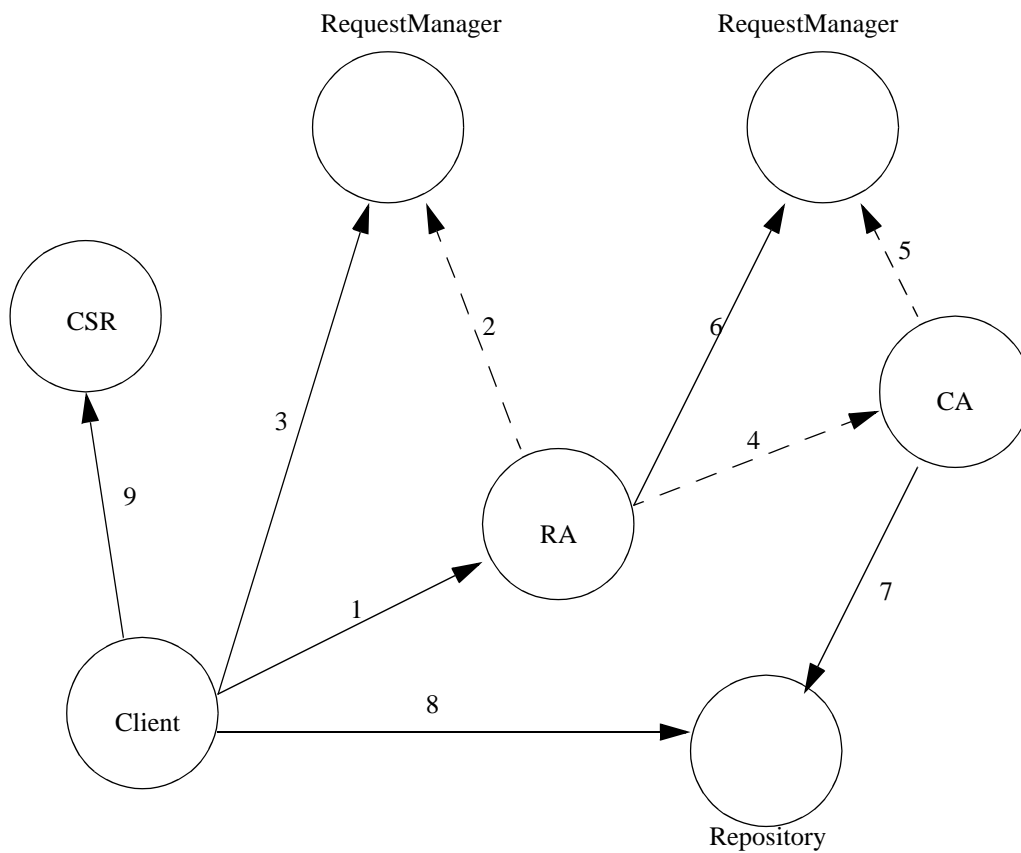 RequestManager
RequestManager
5
CSR
2
6
CA
3
4
9
RA
7
1
8
Client
Repository